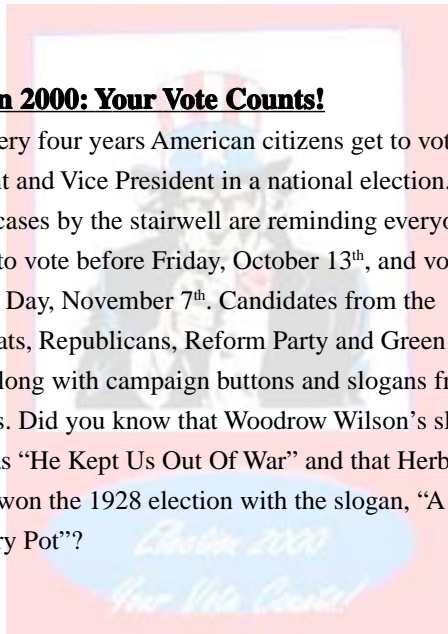 n 2000: Your Vote Counts!
ery four years American citizens get to vot
nt and Vice President in a national election.
cases by the stairwell are reminding everyo
to vote before Friday, October 13th, and vo
Day, November 7th. Candidates from the
ats, Republicans, Reform Party and Green
long with campaign buttons and slogans fr
s. Did you know that Woodrow Wilson’s sl
as “He Kept Us Out Of War” and that Herb
won the 1928 election with the slogan, “A
ry Pot”?
Election 2000
Your Vote Counts!